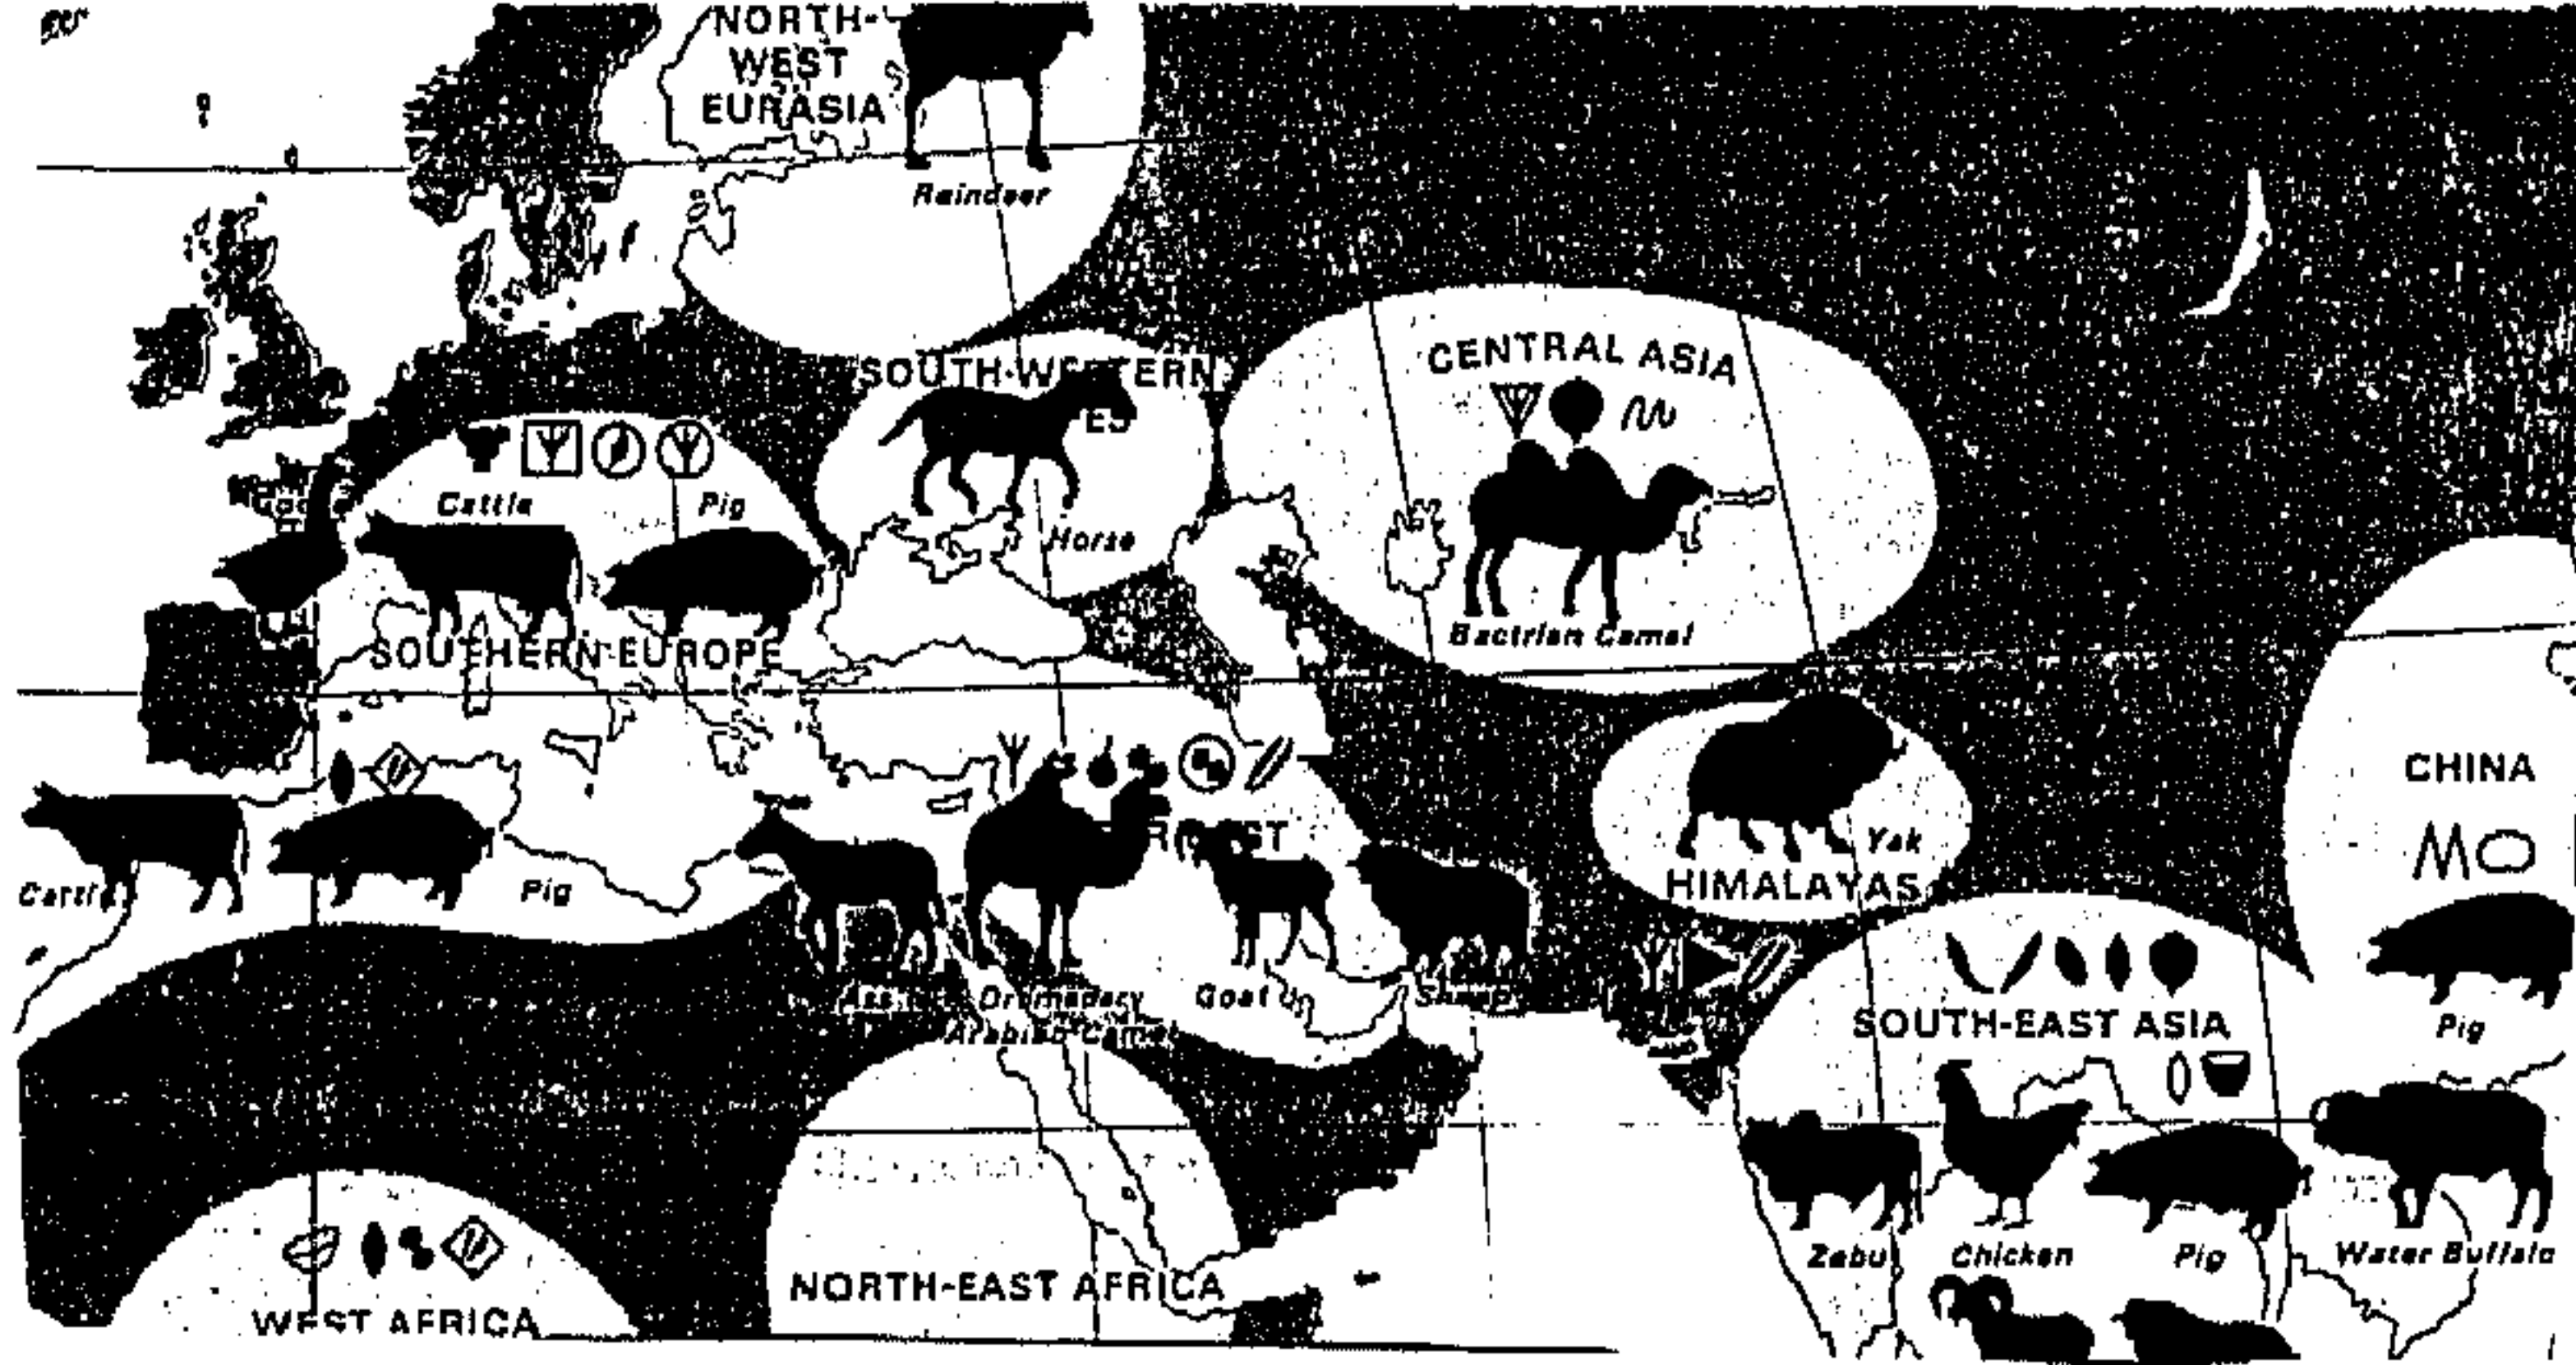 NORTH-
WEST
EURASIA
Reindeer
SOUTH-WESTERN
ES
Horse
CENTRAL ASIA
Bactrian Camel
Cattle
Pig
SOUTHERN EUROPE
Cattle
Pig
Ass
Dromedary
Arabian Camel
Goat
Sheep
Yak
HIMALAYAS
CHINA
Pig
SOUTH-EAST ASIA
Zebu
Chicken
Pig
Water Buffalo
NORTH-EAST AFRICA
WEST AFRICA